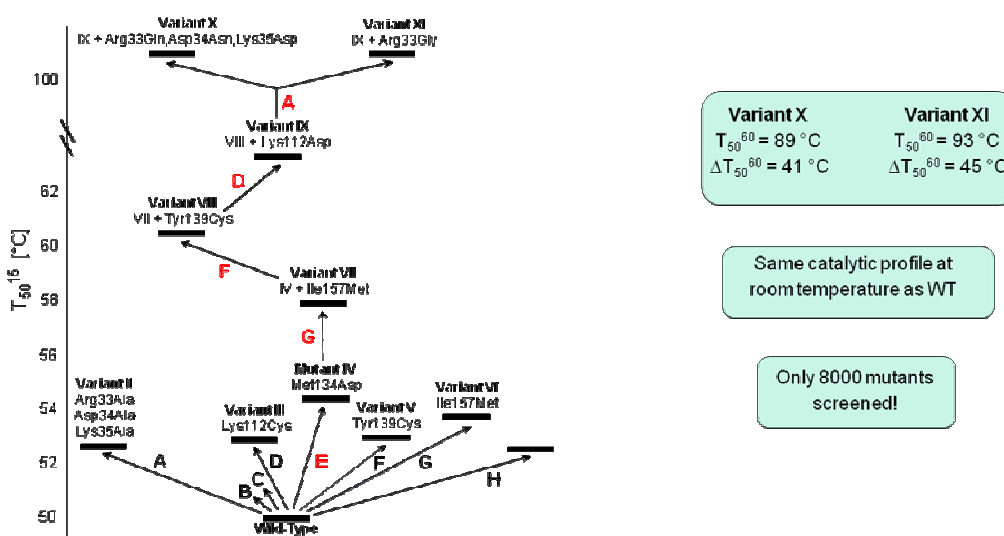 Variant X
IX + Arg33Gln,Asp34Asn,Lys35Asp
Variant XI
IX + Arg33Gly
100
A
Variant IX
VIII + Lys112Asp
D
62
Variant VIII
VII + Tyr139Cys
60
F
Variant VII
IV + Ile157Met
58
G
56
T50 15 [°C]
Mutant IV
Met134Asp
Variant II
Arg33Ala
Asp34Ala
Lys35Ala
Variant III
Lys112Cys
Variant V
Tyr139Cys
Variant VI
Ile157Met
54
52
A
B
C
D
E
F
G
H
50
Wild-Type
Variant X
T50 60 = 89 °C
ΔT50 60 = 41 °C
Variant XI
T50 60 = 93 °C
ΔT50 60 = 45 °C
Same catalytic profile at
room temperature as WT
Only 8000 mutants
screened!